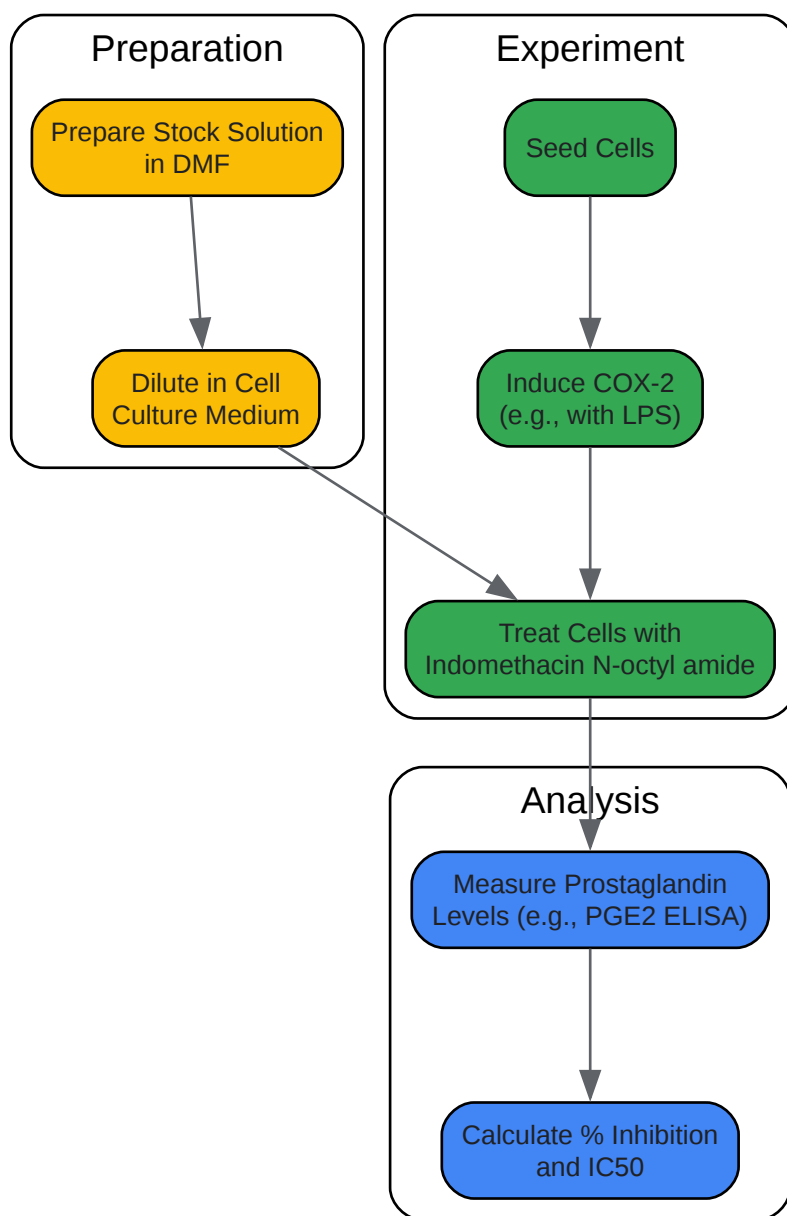 Preparation
Prepare Stock Solution
in DMF
Dilute in Cell
Culture Medium
Experiment
Seed Cells
Induce COX-2
(e.g., with LPS)
Treat Cells with
Indomethacin N-octyl amide
Analysis
Measure Prostaglandin
Levels (e.g., PGE2 ELISA)
Calculate % Inhibition
and IC50